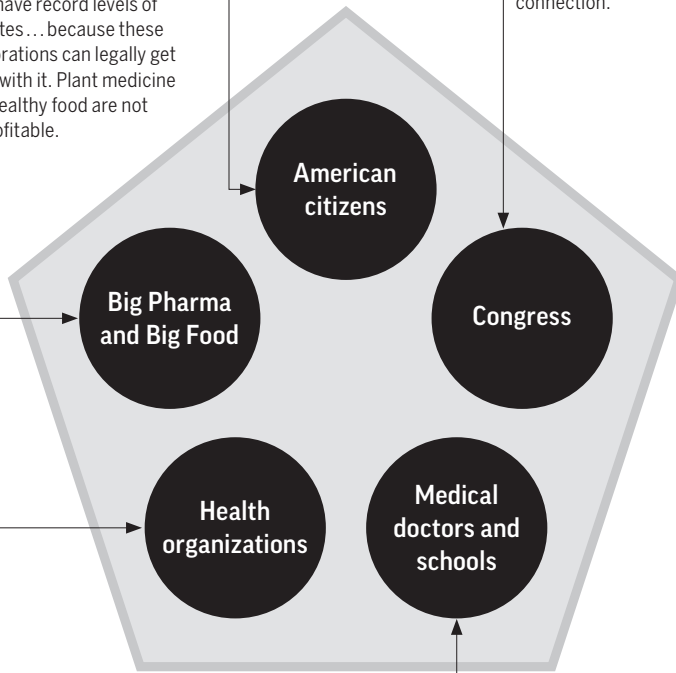 have record levels of
tes…because these
orations can legally get
with it. Plant medicine
ealthy food are not
ofitable.
connection.
American
citizens
Big Pharma
and Big Food
Congress
Health
organizations
Medical
doctors and
schools